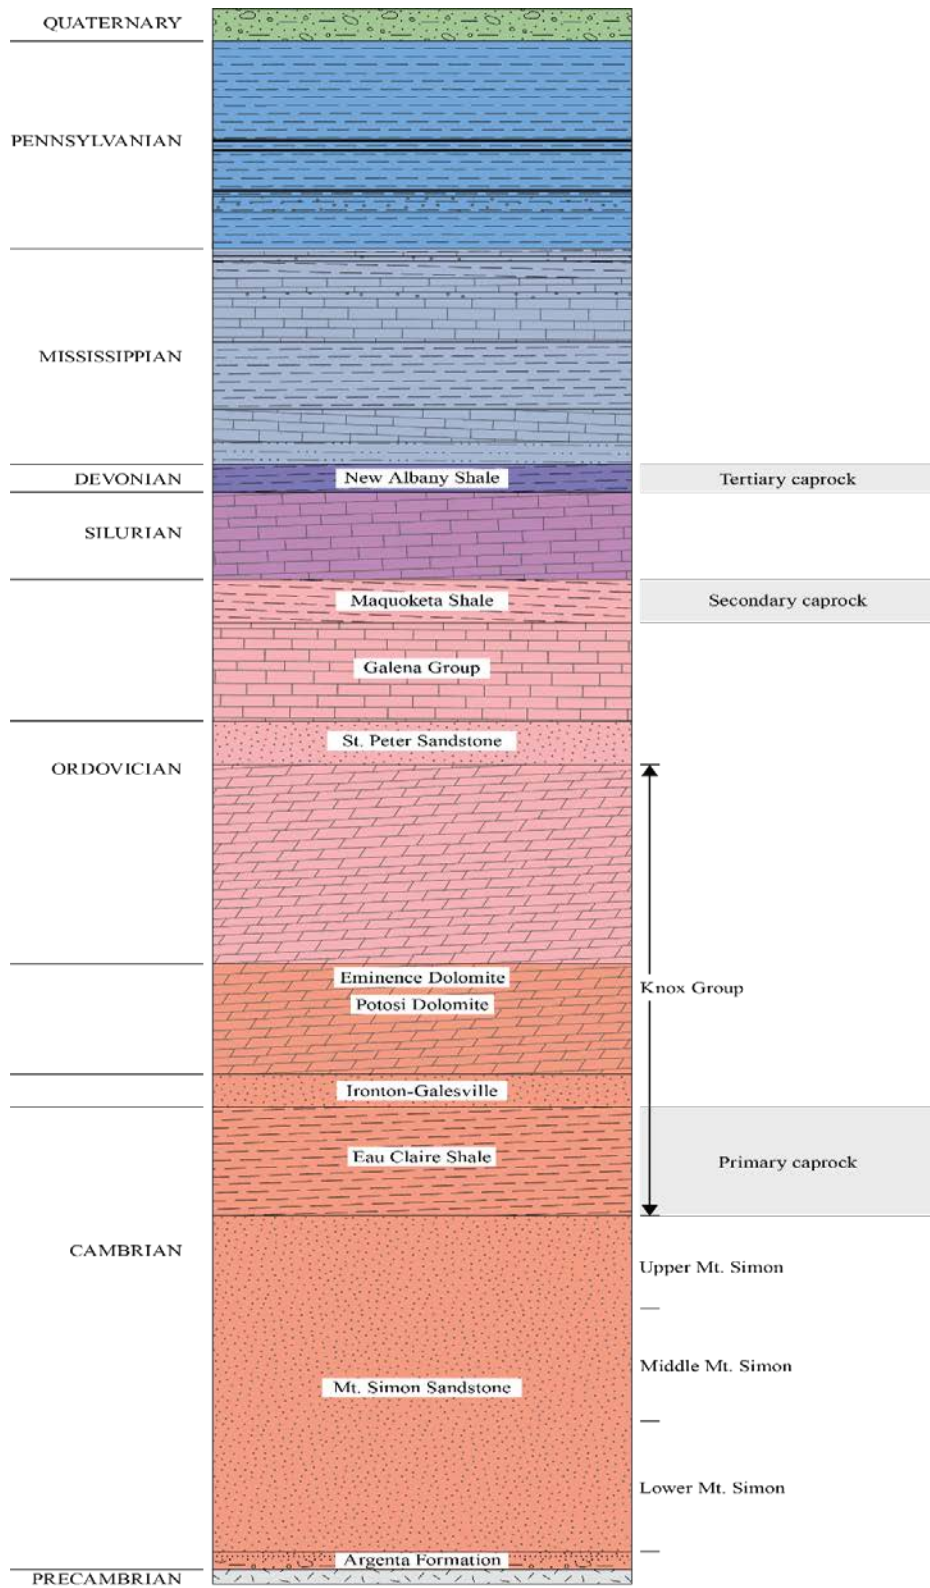 QUATERNARY
PENNSYLVANIAN
MISSISSIPPIAN
DEVONIAN
New Albany Shale
Tertiary caprock
SILURIAN
Maquoketa Shale
Secondary caprock
Galena Group
St. Peter Sandstone
ORDOVICIAN
Eminence Dolomite
Knox Group
Potosi Dolomite
Ironton-Galesville
Eau Claire Shale
Primary caprock
CAMBRIAN
Upper Mt. Simon
Middle Mt. Simon
Mt. Simon Sandstone
Lower Mt. Simon
Argenta Formation
PRECAMBRIAN